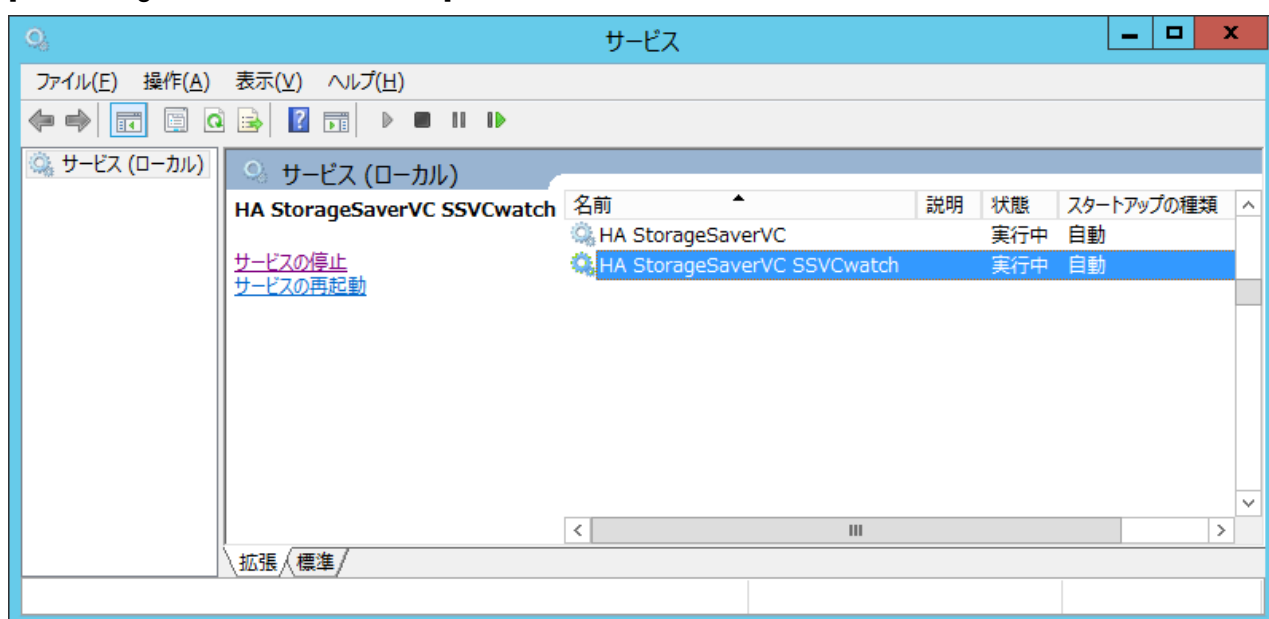 サービス
ファイル(F) 操作(A) 表示(V) ヘルプ(H)
サービス (ローカル)
サービス (ローカル)
HA StorageSaverVC SSVCwatch
サービスの停止
サービスの再起動
名前 説明 状態 スタートアップの種類
HA StorageSaverVC 実行中 自動
HA StorageSaverVC SSVCwatch 実行中 自動
拡張 標準